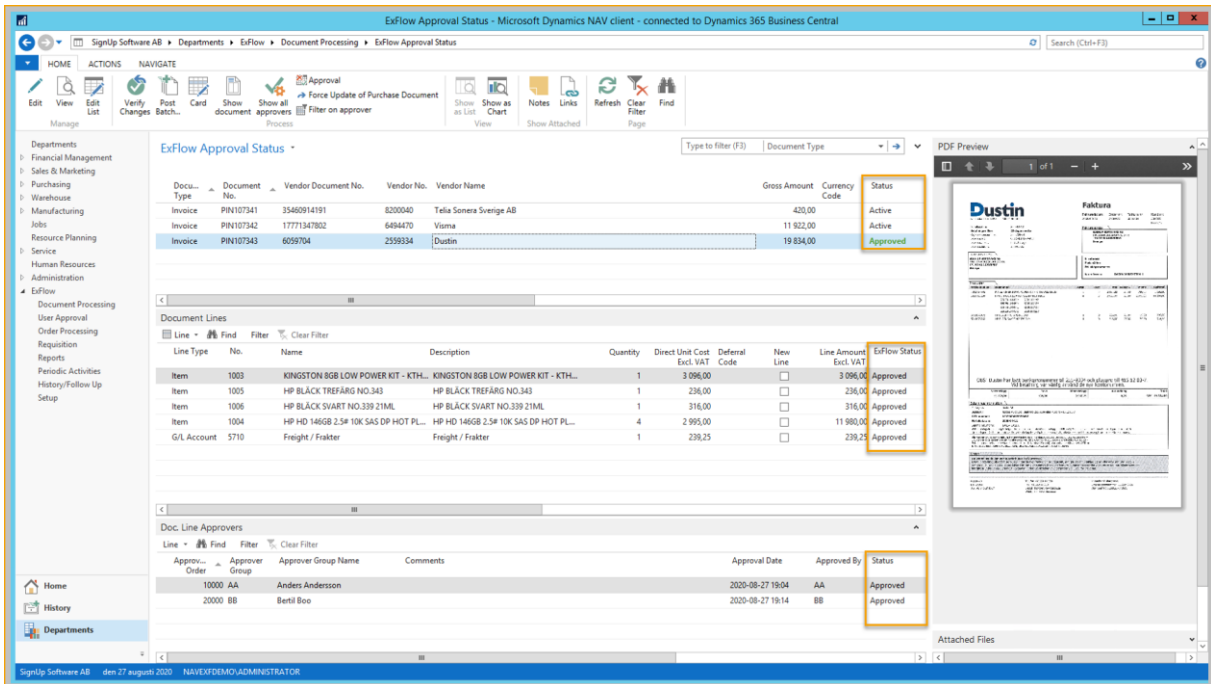 ExFlow Approval Status - Microsoft Dynamics NAV client - connected to Dynamics 365 Business Central
SignUp Software AB Departments ExFlow Document Processing ExFlow Approval Status
Search (Ctrl+F3)
HOME ACTIONS NAVIGATE
Edit View Edit List
Manage
Verify Changes Post Batch... Card Show document Show all approvers
Approval
Force Update of Purchase Document
Filter on approver
Process
Show as List Show as Chart
View
Notes Links
Show Attached
Refresh Clear Filter Find
Page
Departments
Financial Management
Sales & Marketing
Purchasing
Warehouse
Manufacturing
Jobs
Resource Planning
Service
Human Resources
Administration
ExFlow
Document Processing
User Approval
Order Processing
Requisition
Reports
Periodic Activities
History/Follow Up
Setup
Home
History
Departments
ExFlow Approval Status
Type to filter (F3) Document Type
Docu... Type Document No. Vendor Document No. Vendor No. Vendor Name Gross Amount Currency Code Status
Invoice PIN107341 35460914191 8200040 Telia Sonera Sverige AB 420,00 Active
Invoice PIN107342 17771347802 6494470 Visma 11 922,00 Active
Invoice PIN107343 6059704 2559334 Dustin 19 834,00 Approved
Document Lines
Line Find Filter Clear Filter
Line Type No. Name Description Quantity Direct Unit Cost Excl. VAT Deferral Code New Line Line Amount Excl. VAT ExFlow Status
Item 1003 KINGSTON 8GB LOW POWER KIT - KTH... KINGSTON 8GB LOW POWER KIT - KTH... 1 3 096,00 3 096,00 Approved
Item 1005 HP BLÄCK TREFÄRG NO.343 HP BLÄCK TREFÄRG NO.343 1 236,00 236,00 Approved
Item 1006 HP BLÄCK SVART NO.339 21ML HP BLÄCK SVART NO.339 21ML 1 316,00 316,00 Approved
Item 1004 HP HD 146GB 2.5# 10K SAS DP HOT PL... HP HD 146GB 2.5# 10K SAS DP HOT PL... 4 2 995,00 11 980,00 Approved
G/L Account 5710 Freight / Frakter Freight / Frakter 1 239,25 239,25 Approved
Doc. Line Approvers
Line Find Filter Clear Filter
Approv... Order Approver Group Approver Group Name Comments Approval Date Approved By Status
10000 AA Anders Andersson 2020-08-27 19:04 AA Approved
20000 BB Bertil Boo 2020-08-27 19:14 BB Approved
PDF Preview
1 of 1
Dustin
Faktura
Attached Files
SignUp Software AB den 27 augusti 2020 NAVEXFDEMO\ADMINISTRATOR